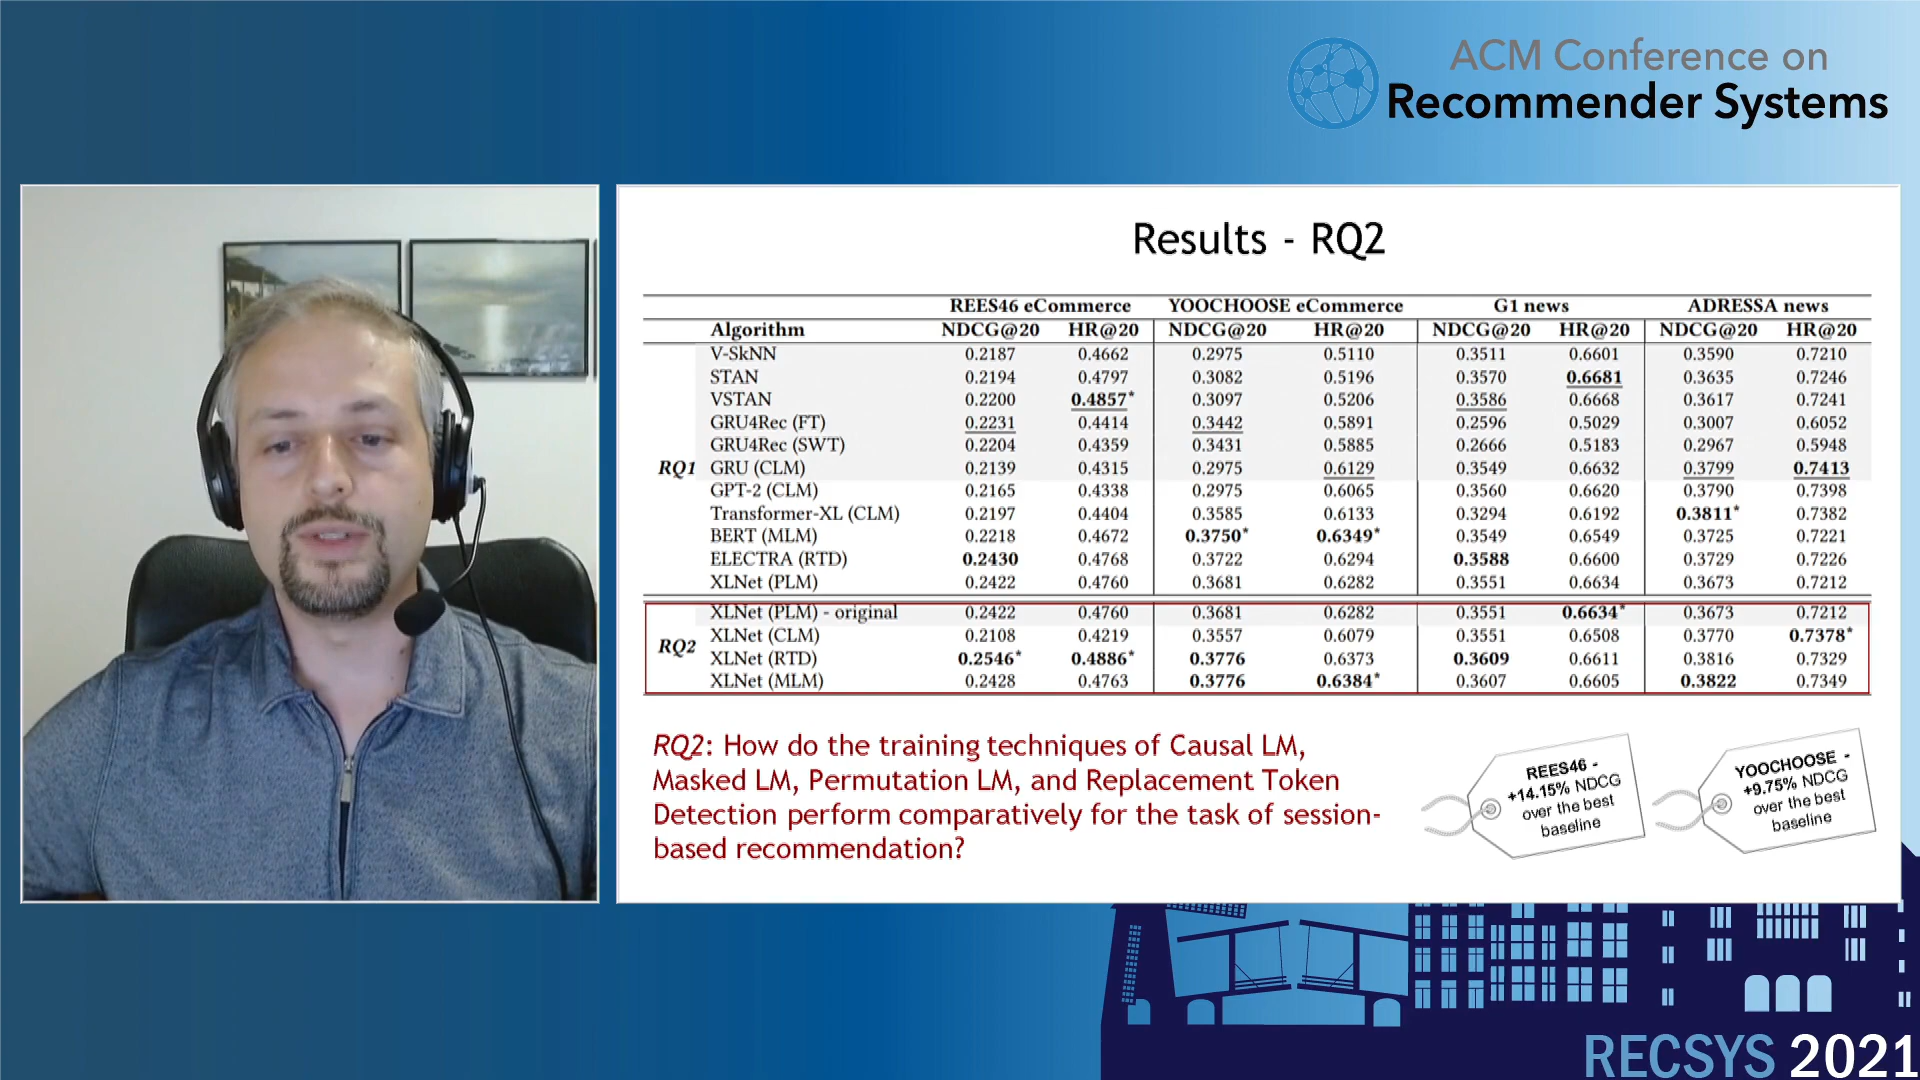 ACM Conference on
Recommender Systems
Results - RQ2
REES46 eCommerce YOOCHOOSE eCommerce G1 news ADRESSA news
Algorithm NDCG@20 HR@20 NDCG@20 HR@20 NDCG@20 HR@20 NDCG@20 HR@20
V-SkNN 0.2187 0.4662 0.2975 0.5110 0.3511 0.6601 0.3590 0.7210
STAN 0.2194 0.4797 0.3082 0.5196 0.3570 0.6681 0.3635 0.7246
VSTAN 0.2200 0.4857* 0.3097 0.5206 0.3586 0.6668 0.3617 0.7241
GRU4Rec (FT) 0.2231 0.4414 0.3442 0.5891 0.2596 0.5029 0.3007 0.6052
GRU4Rec (SWT) 0.2204 0.4359 0.3431 0.5885 0.2666 0.5183 0.2967 0.5948
RQ1 GRU (CLM) 0.2139 0.4315 0.2975 0.6129 0.3549 0.6632 0.3799 0.7413
GPT-2 (CLM) 0.2165 0.4338 0.2975 0.6065 0.3560 0.6620 0.3790 0.7398
Transformer-XL (CLM) 0.2197 0.4404 0.3585 0.6133 0.3294 0.6192 0.3811* 0.7382
BERT (MLM) 0.2218 0.4672 0.3750* 0.6349* 0.3549 0.6549 0.3725 0.7221
ELECTRA (RTD) 0.2430 0.4768 0.3722 0.6294 0.3588 0.6600 0.3729 0.7226
XLNet (PLM) 0.2422 0.4760 0.3681 0.6282 0.3551 0.6634 0.3673 0.7212
XLNet (PLM) - original 0.2422 0.4760 0.3681 0.6282 0.3551 0.6634* 0.3673 0.7212
RQ2 XLNet (CLM) 0.2108 0.4219 0.3557 0.6079 0.3551 0.6508 0.3770 0.7378*
XLNet (RTD) 0.2546* 0.4886* 0.3776 0.6373 0.3609 0.6611 0.3816 0.7329
XLNet (MLM) 0.2428 0.4763 0.3776 0.6384* 0.3607 0.6605 0.3822 0.7349
RQ2: How do the training techniques of Causal LM,
Masked LM, Permutation LM, and Replacement Token
Detection perform comparatively for the task of session-
based recommendation?
REES46 -
+14.15% NDCG
over the best
baseline
YOOCHOOSE -
+9.75% NDCG
over the best
baseline
RECSYS 2021